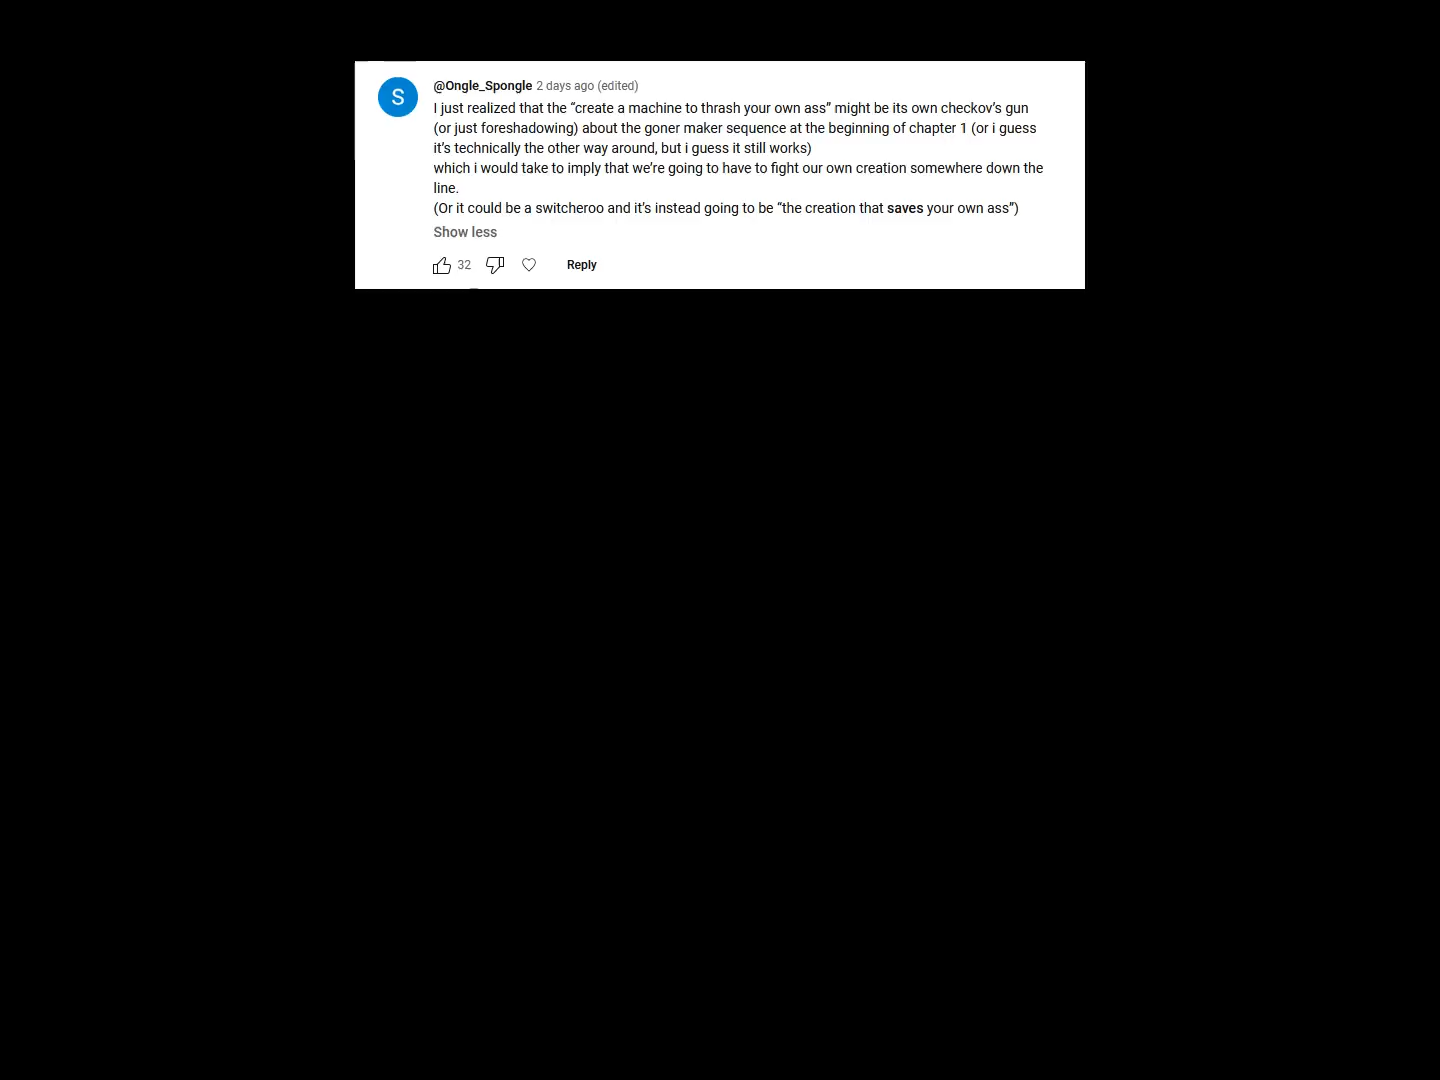 S
@Ongle_Spongle 2 days ago (edited)
I just realized that the “create a machine to thrash your own ass” might be its own checkov’s gun
(or just foreshadowing) about the goner maker sequence at the beginning of chapter 1 (or i guess
it’s technically the other way around, but i guess it still works)
which i would take to imply that we’re going to have to fight our own creation somewhere down the
line.
(Or it could be a switcheroo and it’s instead going to be “the creation that saves your own ass”)
Show less
32 Reply